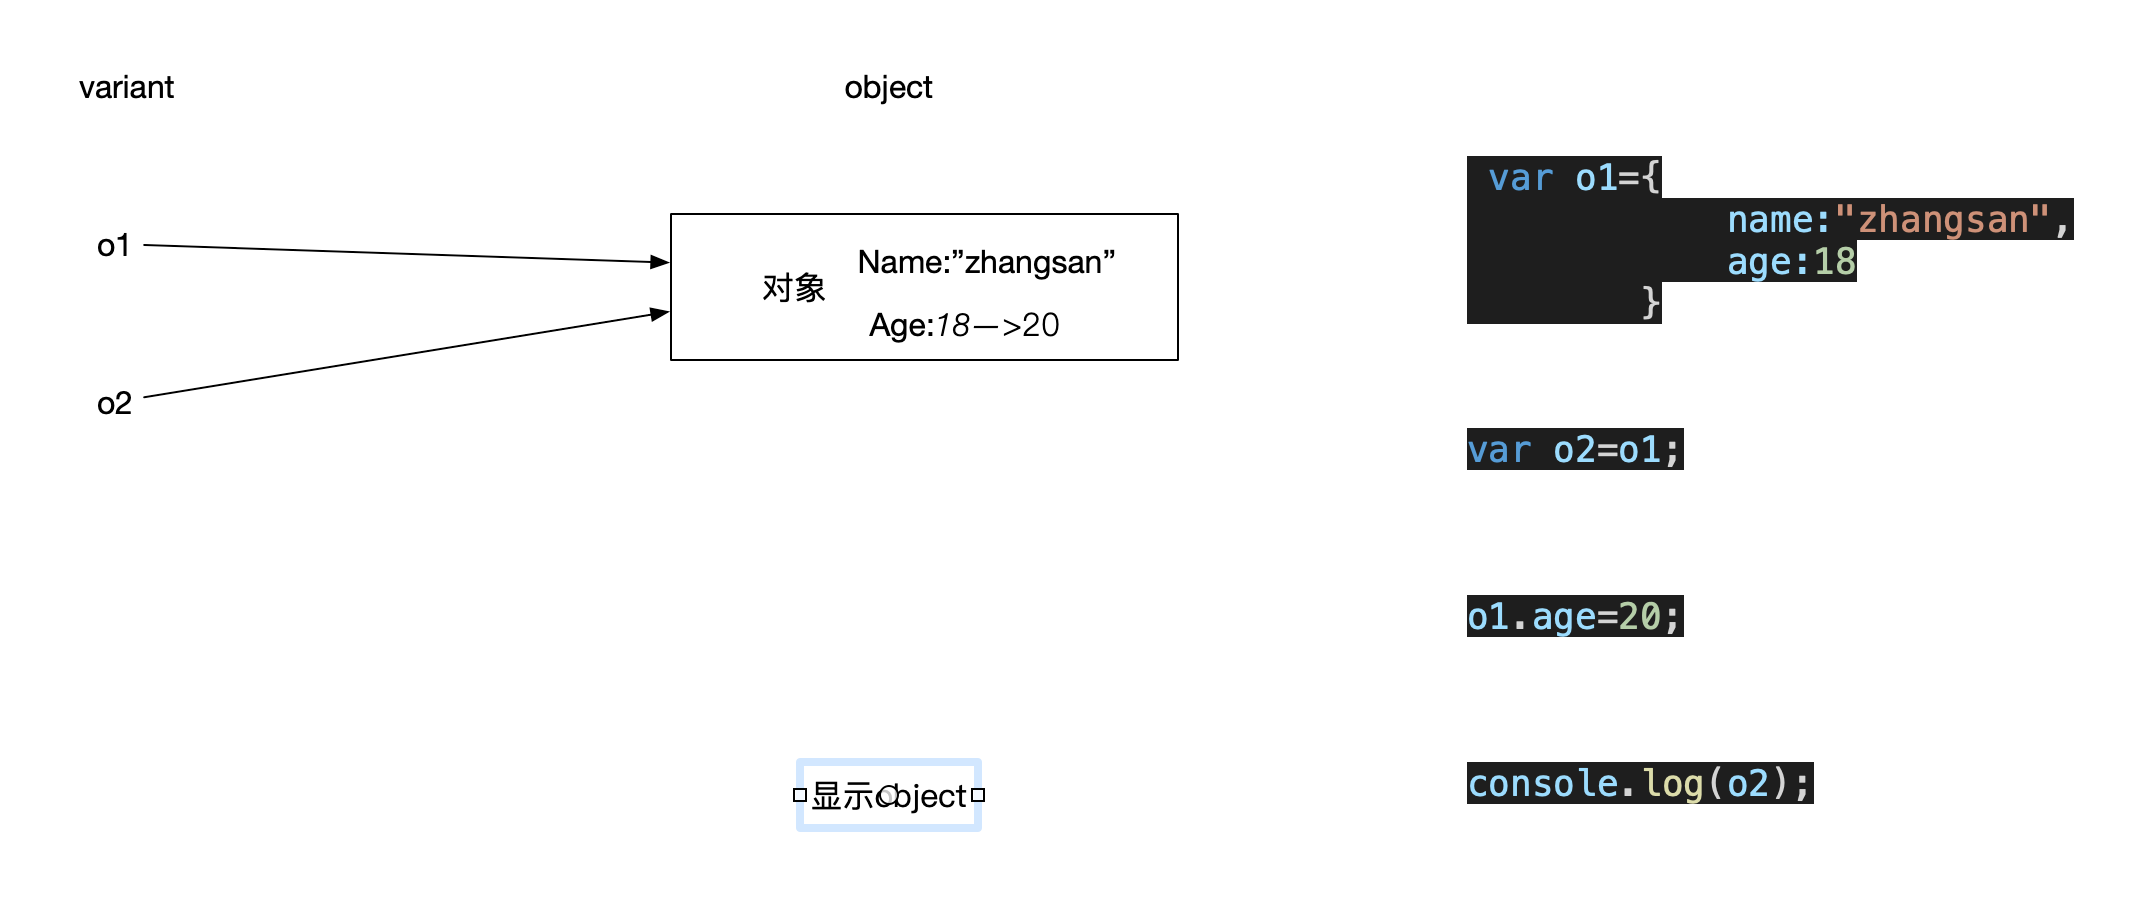 variant
object
o1
o2
对象
Name:”zhangsan”
Age:18—>20
显示object
var o1={
name:"zhangsan",
age:18
}
var o2=o1;
o1.age=20;
console.log(o2);